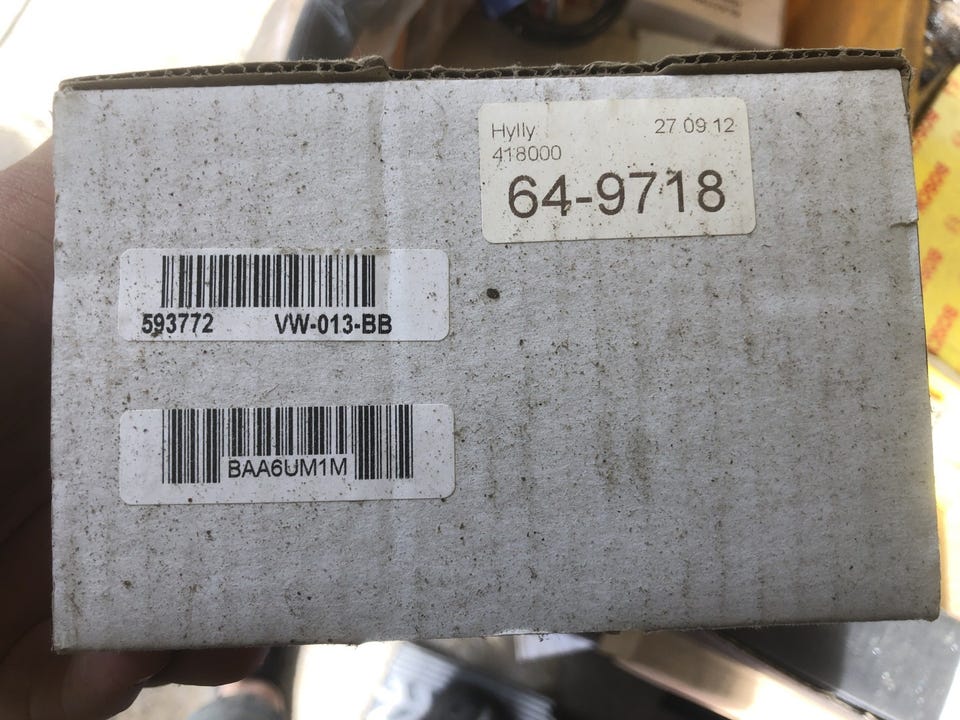 Hylly 27.09.12
418000
64-9718
593772 VW-013-BB
BAA6UM1M